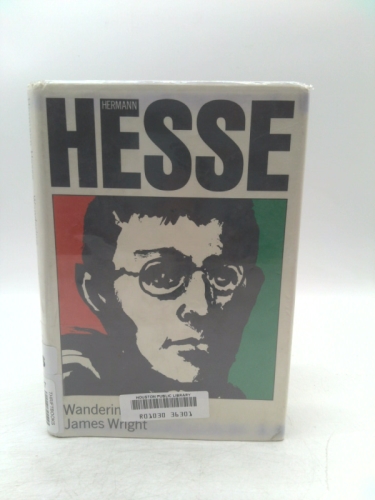 HERMANN
HESSE
Wanderin
HOUSTON PUBLIC LIBRARY
R01030 36301
James Wright